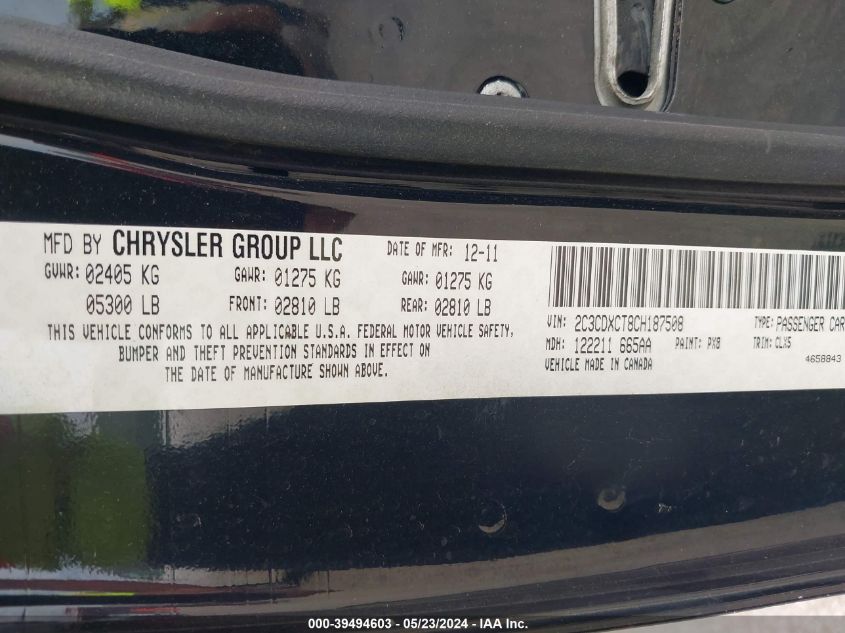 MFD BY CHRYSLER GROUP LLC DATE OF MFR: 12-11
GVWR: 02405 KG GAWR: 01275 KG GAWR: 01275 KG
05300 LB FRONT: 02810 LB REAR: 02810 LB
THIS VEHICLE CONFORMS TO ALL APPLICABLE U.S.A. FEDERAL MOTOR VEHICLE SAFETY,
BUMPER AND THEFT PREVENTION STANDARDS IN EFFECT ON
THE DATE OF MANUFACTURE SHOWN ABOVE.
VIN: 2C3CDXCT8CH187508 TYPE: PASSENGER CAR
MDH: 122211 665AA PAINT: PX8 TRIM: CLX5
VEHICLE MADE IN CANADA 4658843
000-39494603 - 05/23/2024 - IAA Inc.